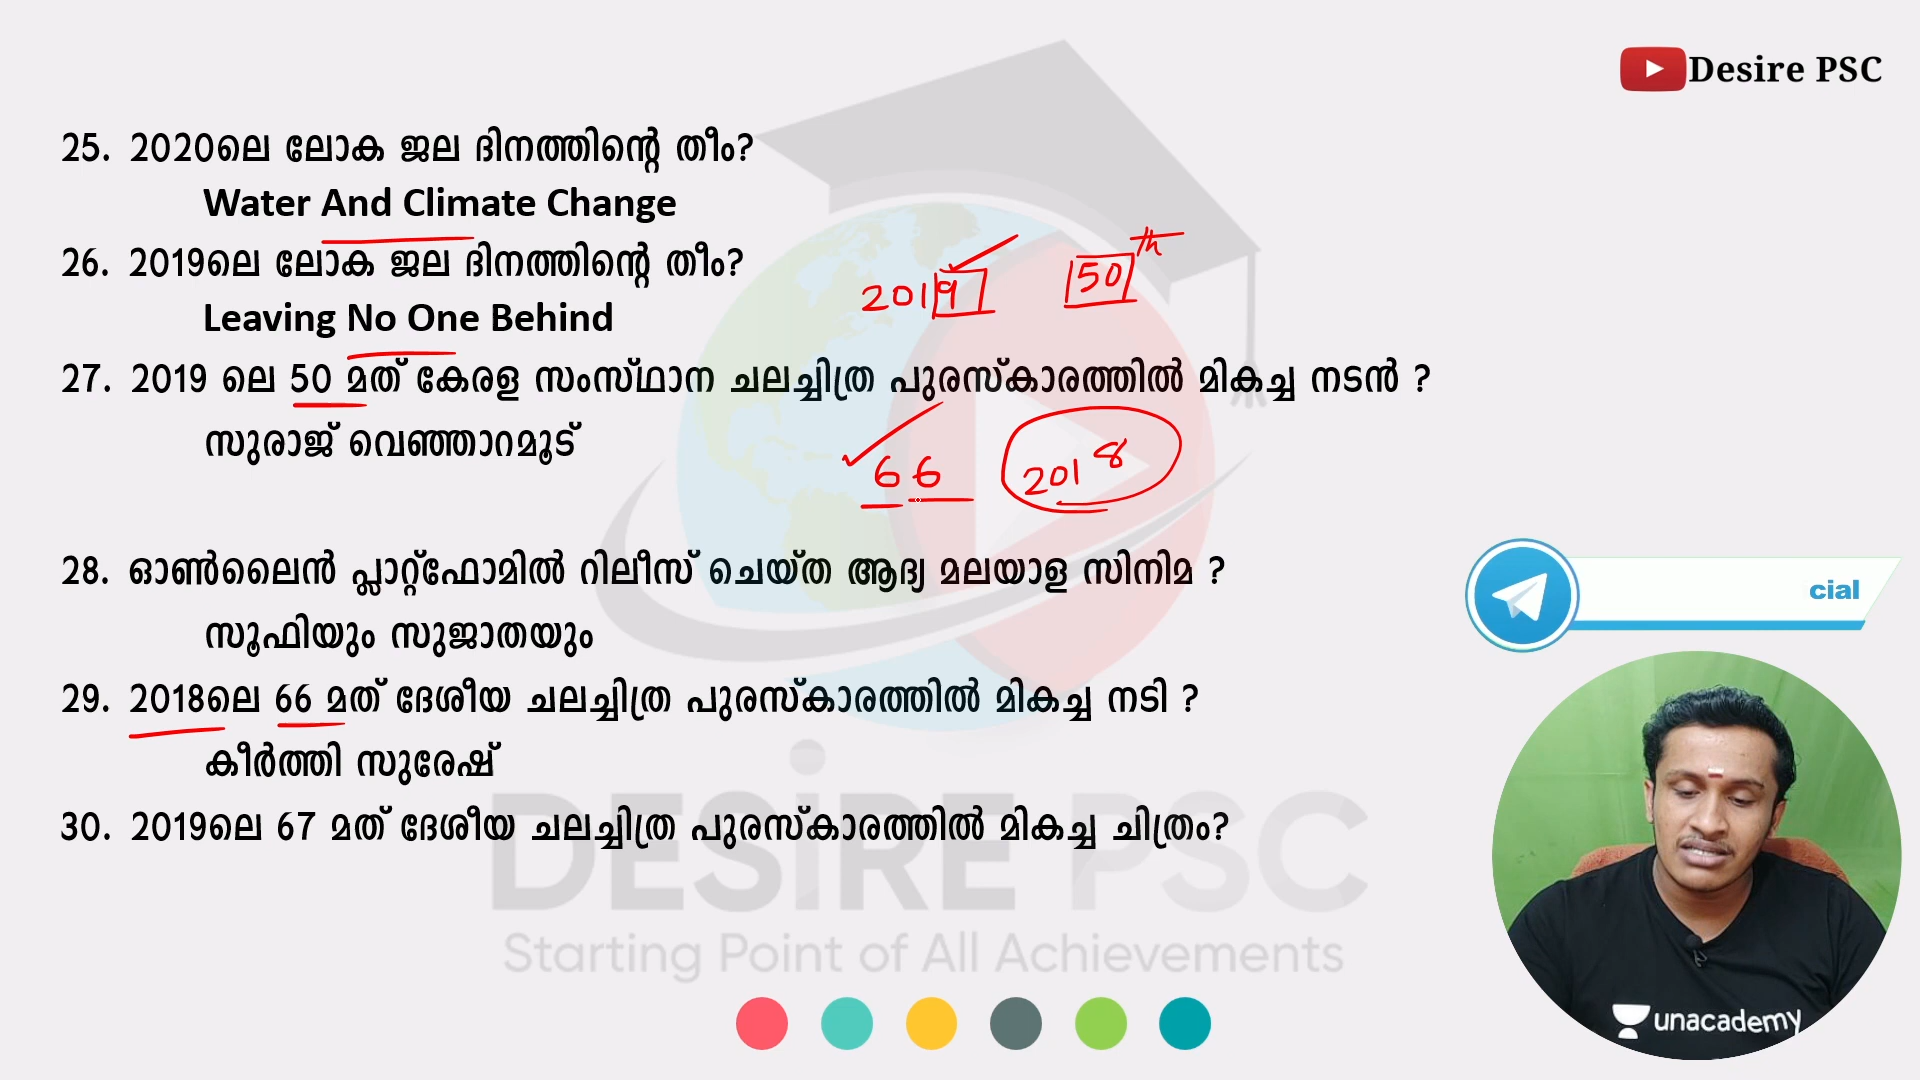 Desire PSC
25. 2020ലെ ലോക ജല ദിനത്തിന്റെ തീം?
Water And Climate Change
26. 2019ലെ ലോക ജല ദിനത്തിന്റെ തീം?
Leaving No One Behind
2019 50th
27. 2019 ലെ 50 മത് കേരള സംസ്ഥാന ചലച്ചിത്ര പുരസ്കാരത്തിൽ മികച്ച നടൻ ?
സുരാജ് വെഞ്ഞാറമൂട്
66 2018
28. ഓൺലൈൻ പ്ലാറ്റ്ഫോമിൽ റിലീസ് ചെയ്ത ആദ്യ മലയാള സിനിമ ?
cial
സൂഫിയും സുജാതയും
29. 2018ലെ 66 മത് ദേശീയ ചലച്ചിത്ര പുരസ്കാരത്തിൽ മികച്ച നടി ?
കീർത്തി സുരേഷ്
30. 2019ലെ 67 മത് ദേശീയ ചലച്ചിത്ര പുരസ്കാരത്തിൽ മികച്ച ചിത്രം?
DESiRE PSC
Starting Point of All Achievements
unacademy